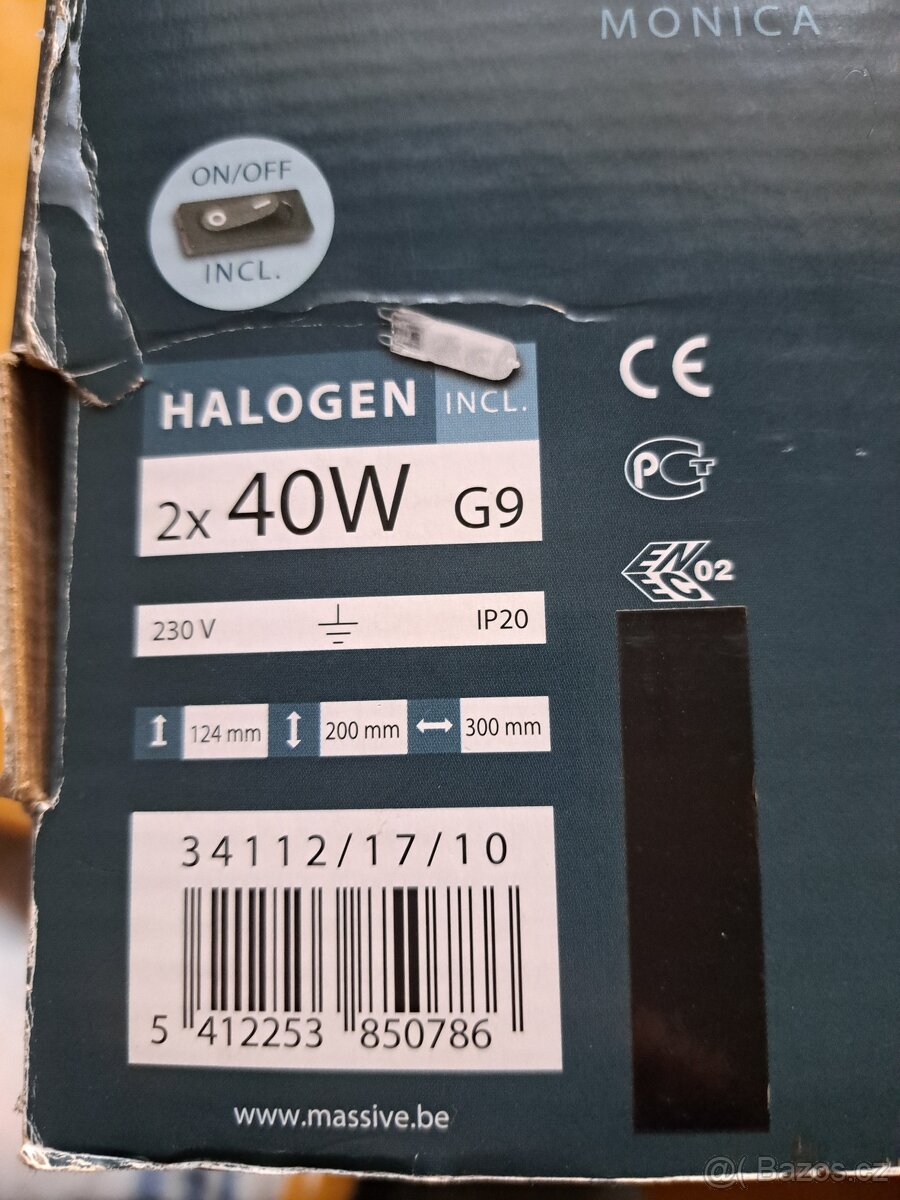 MONICA
ON/OFF
INCL.
HALOGEN INCL.
2x 40W G9
CE
PCT
ENEC 02
230 V IP20
124 mm 200 mm 300 mm
34112/17/10
5 412253 850786
www.massive.be
@( Bazos.cz